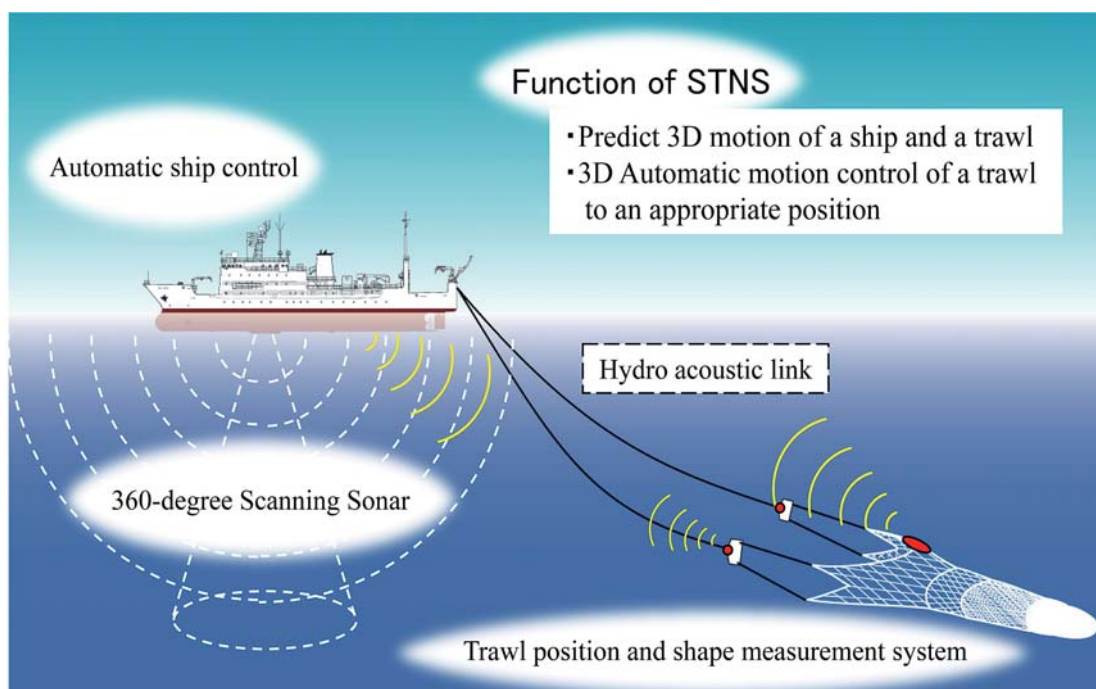 Function of STNS
・Predict 3D motion of a ship and a trawl
・3D Automatic motion control of a trawl
to an appropriate position
Automatic ship control
Hydro acoustic link
360-degree Scanning Sonar
Trawl position and shape measurement system